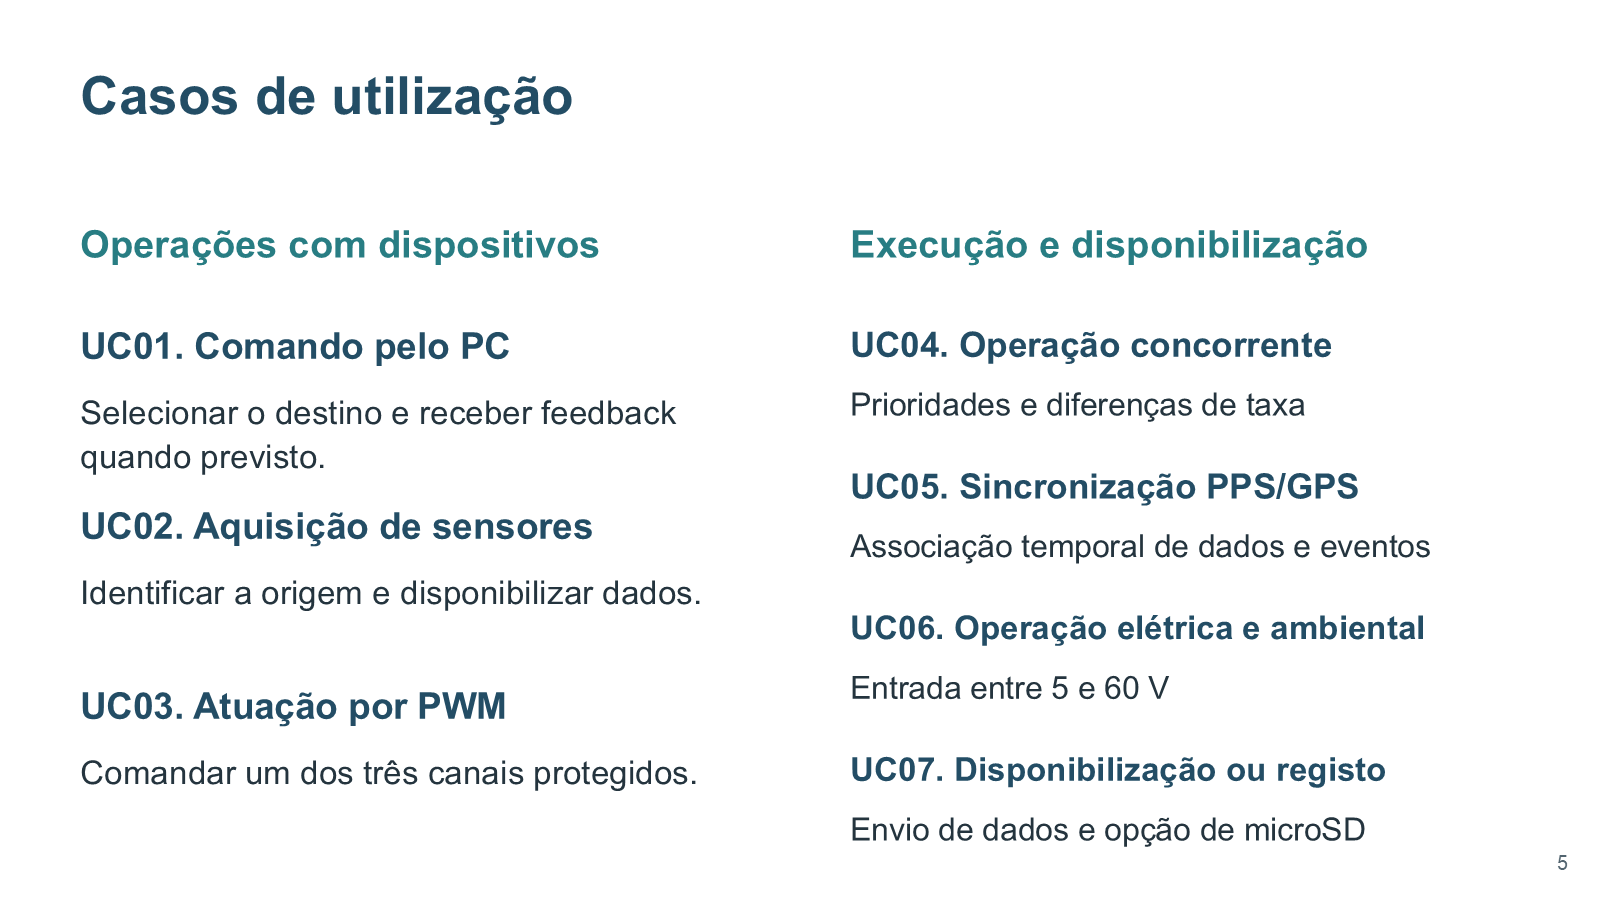 Casos de utilização
Operações com dispositivos
UC01. Comando pelo PC
Selecionar o destino e receber feedback
quando previsto.
UC02. Aquisição de sensores
Identificar a origem e disponibilizar dados.
UC03. Atuação por PWM
Comandar um dos três canais protegidos.
Execução e disponibilização
UC04. Operação concorrente
Prioridades e diferenças de taxa
UC05. Sincronização PPS/GPS
Associação temporal de dados e eventos
UC06. Operação elétrica e ambiental
Entrada entre 5 e 60 V
UC07. Disponibilização ou registo
Envio de dados e opção de microSD
5